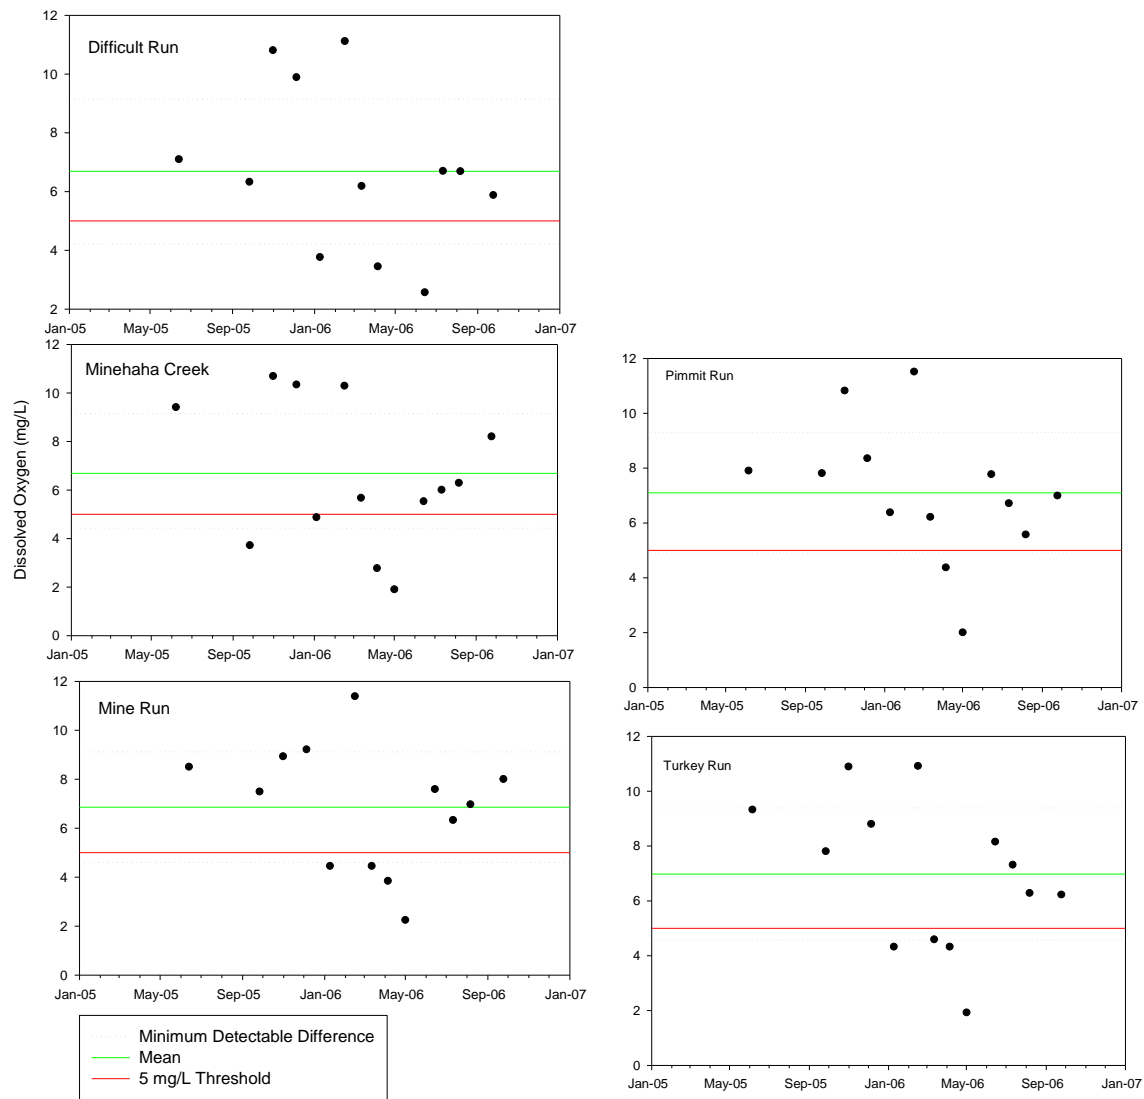 12
10
8
6
4
2
Difficult Run
Jan-05 May-05 Sep-05 Jan-06 May-06 Sep-06 Jan-07
Dissolved Oxygen (mg/L)
12
10
8
6
4
2
0
Minehaha Creek
Jan-05 May-05 Sep-05 Jan-06 May-06 Sep-06 Jan-07
12
10
8
6
4
2
0
Pimmit Run
Jan-05 May-05 Sep-05 Jan-06 May-06 Sep-06 Jan-07
12
10
8
6
4
2
0
Mine Run
Jan-05 May-05 Sep-05 Jan-06 May-06 Sep-06 Jan-07
12
10
8
6
4
2
0
Turkey Run
Jan-05 May-05 Sep-05 Jan-06 May-06 Sep-06 Jan-07
Minimum Detectable Difference
Mean
5 mg/L Threshold